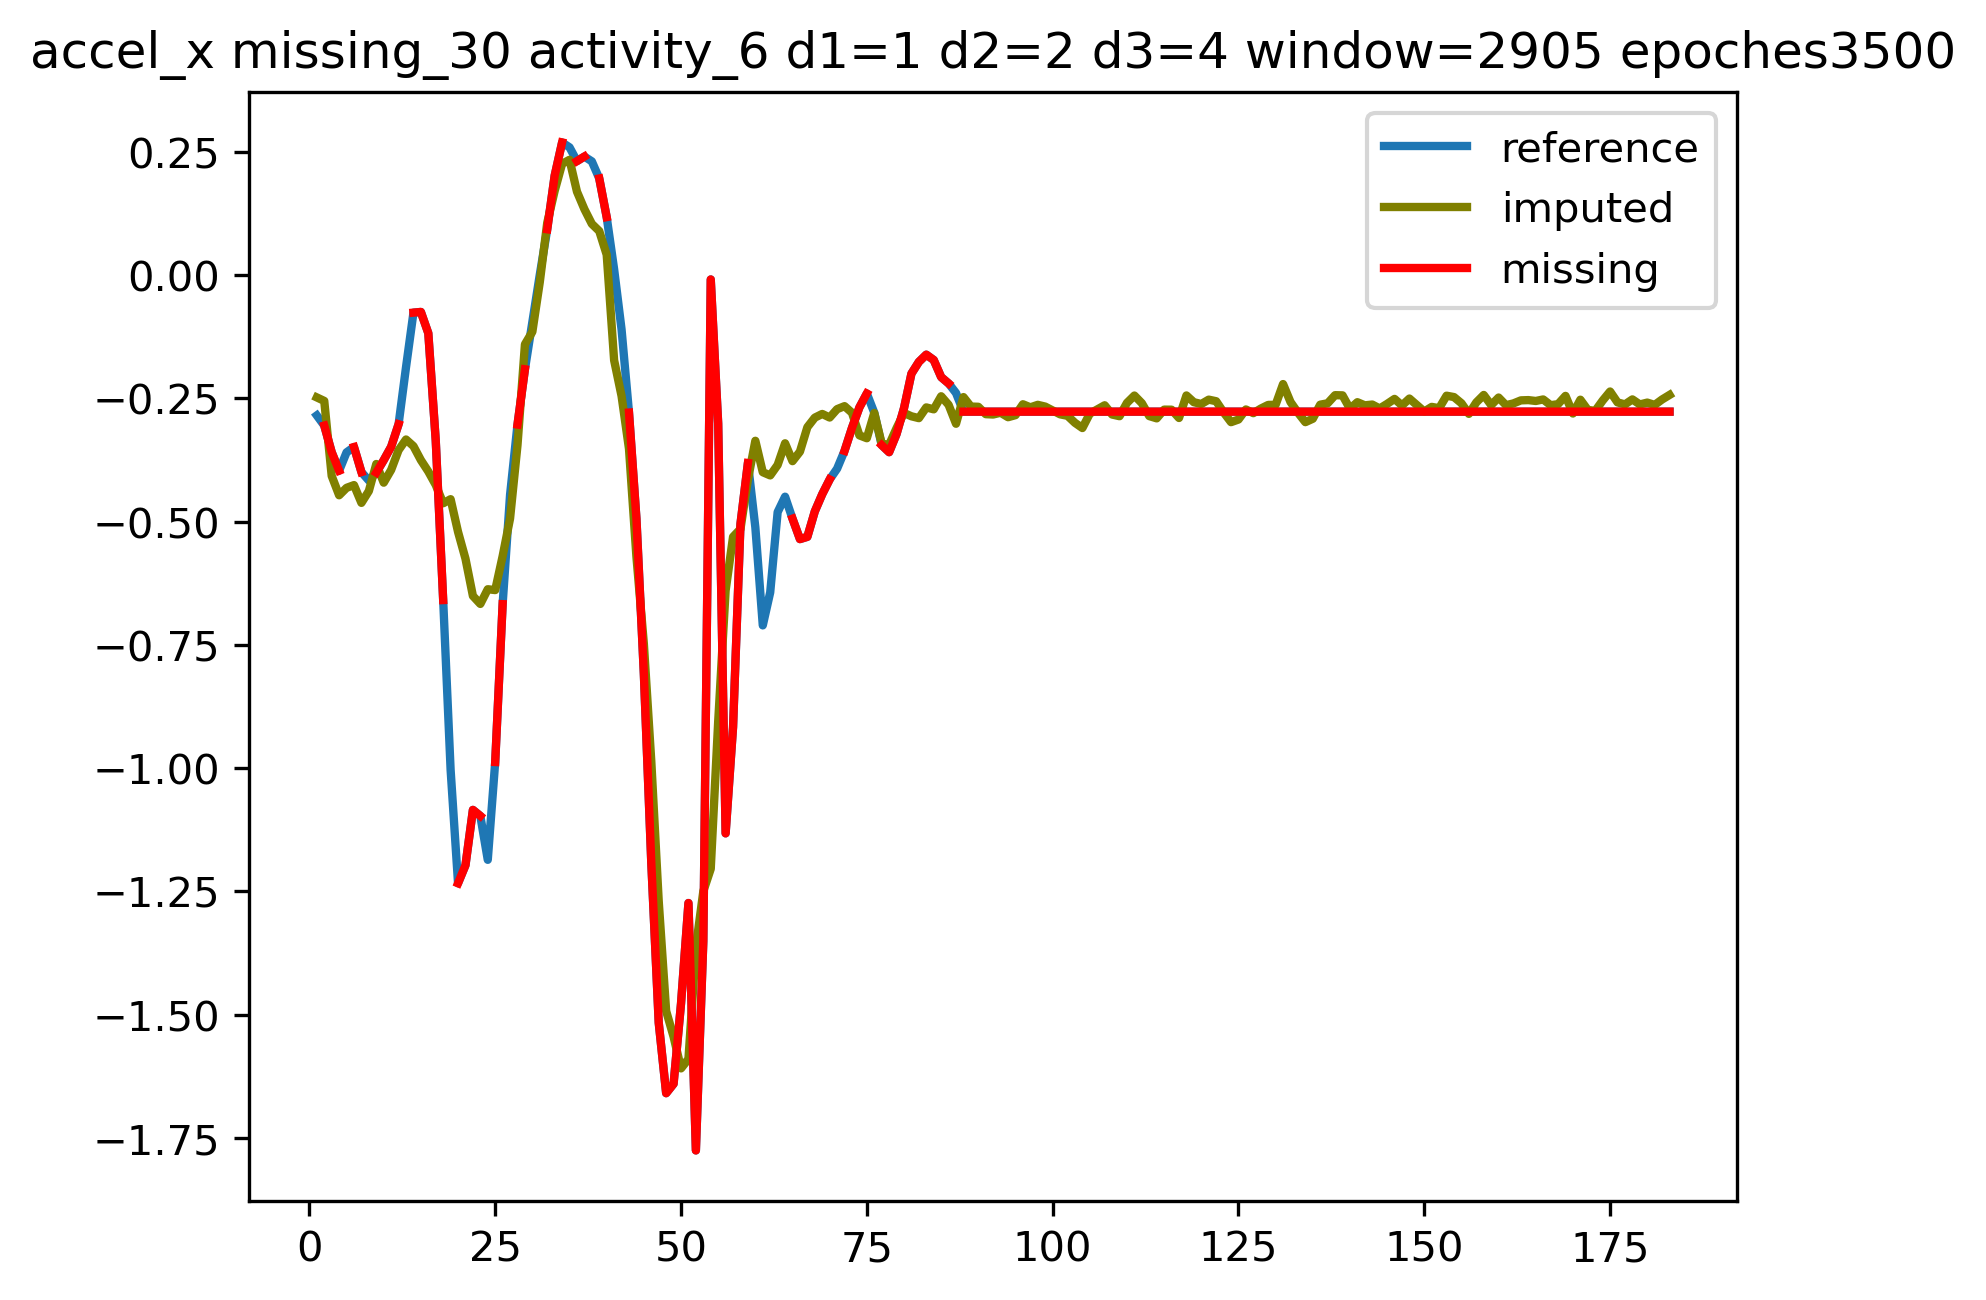 accel_x missing_30 activity_6 d1=1 d2=2 d3=4 window=2905 epoches3500
reference
imputed
missing
0.25
0.00
−0.25
−0.50
−0.75
−1.00
−1.25
−1.50
−1.75
0 25 50 75 100 125 150 175